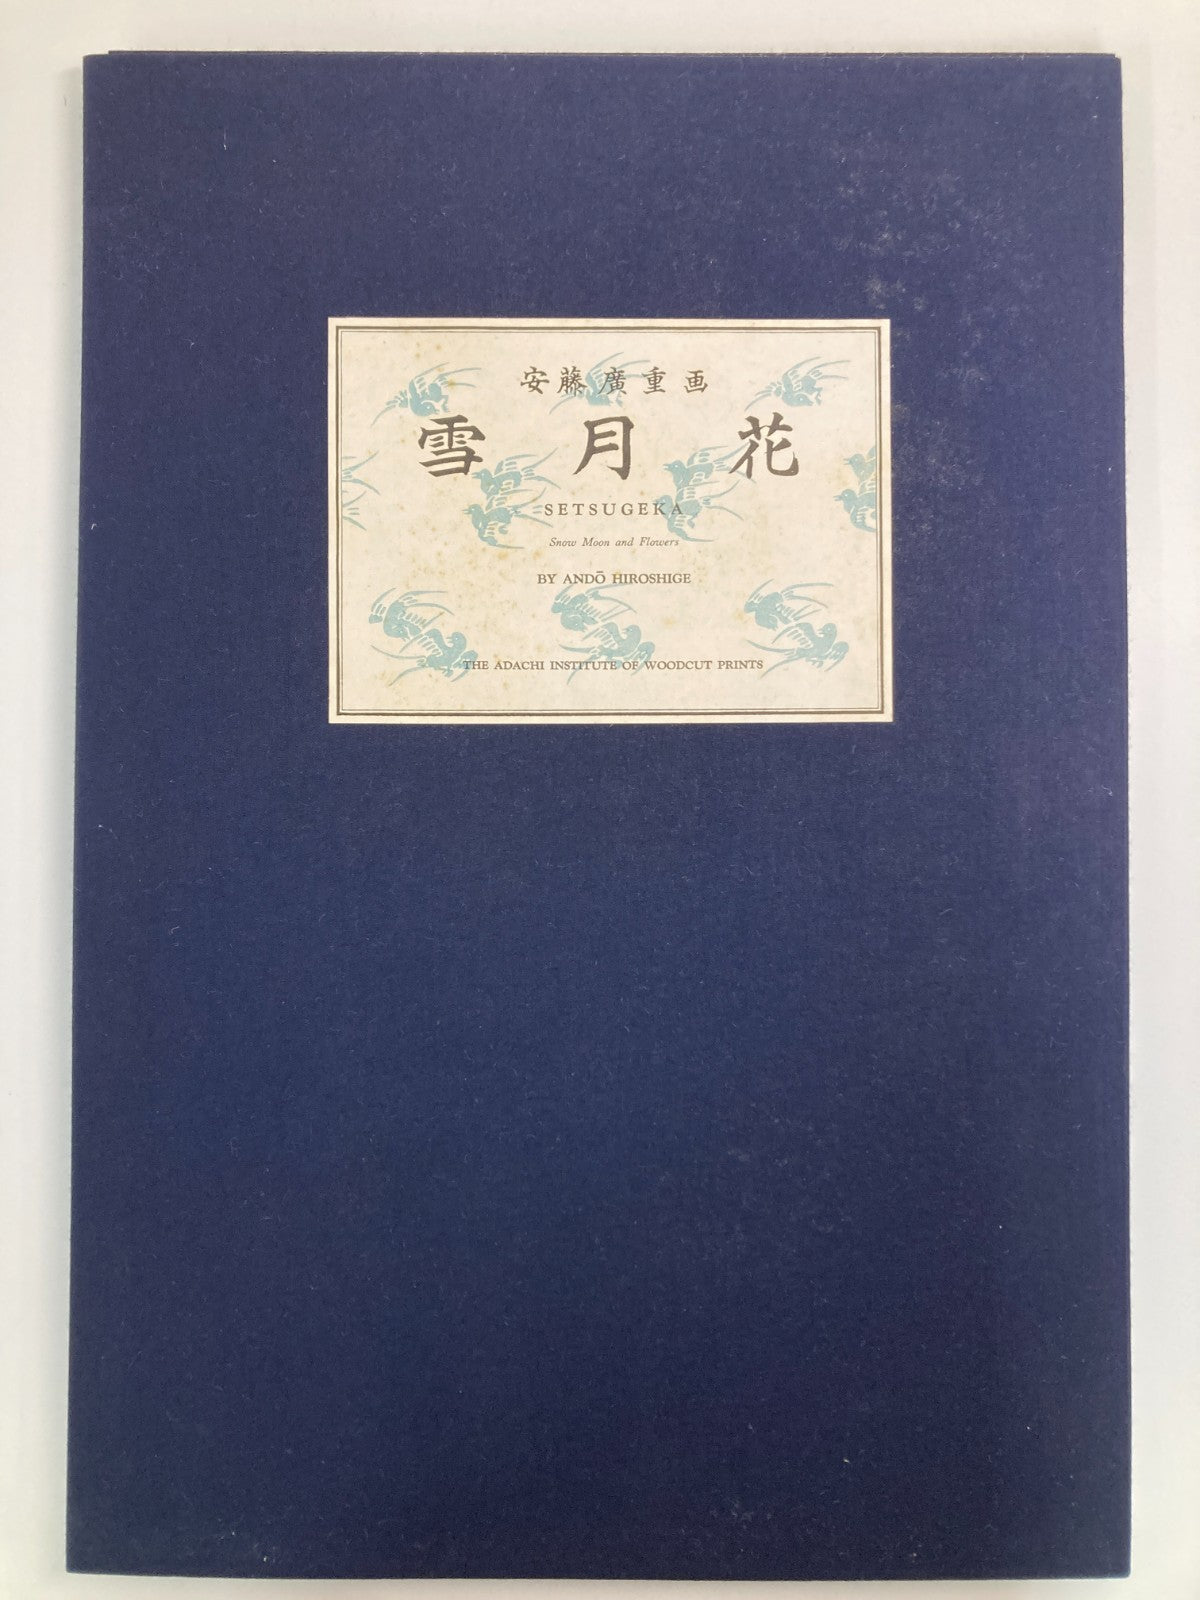 安藤廣重画
雪月花
SETSUGEKA
Snow Moon and Flowers
BY ANDŌ HIROSHIGE
THE ADACHI INSTITUTE OF WOODCUT PRINTS